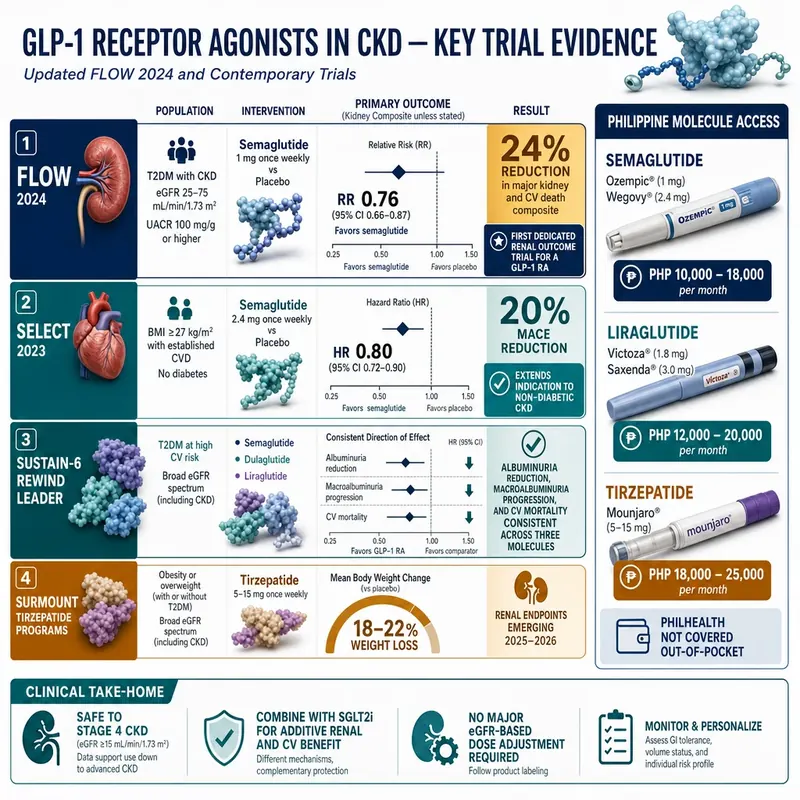 GLP-1 RECEPTOR AGONISTS IN CKD — KEY TRIAL EVIDENCE
Updated FLOW 2024 and Contemporary Trials
POPULATION
INTERVENTION
PRIMARY OUTCOME
(Kidney Composite unless stated)
RESULT
1
FLOW
2024
T2DM with CKD
eGFR 25–75
mL/min/1.73 m²
UACR 100 mg/g
or higher
Semaglutide
1 mg once weekly
vs
Placebo
Relative Risk (RR)
RR 0.76
(95% CI 0.66–0.87)
Favors semaglutide
0.25
0.50
1.00
1.50
Favors semaglutide
Favors placebo
24%
REDUCTION
in major kidney
and CV death
composite
FIRST DEDICATED
RENAL OUTCOME
TRIAL FOR A
GLP-1 RA
2
SELECT
2023
BMI ≥27 kg/m²
with established
CVD
No diabetes
Semaglutide
2.4 mg once weekly
vs
Placebo
Hazard Ratio (HR)
HR 0.80
(95% CI 0.72–0.90)
0.25
0.50
1.00
1.50
Favors semaglutide
Favors placebo
20%
MACE
REDUCTION
EXTENDS
INDICATION TO
NON-DIABETIC
CKD
3
SUSTAIN-6
REWIND
LEADER
T2DM at high
CV risk
Broad eGFR
spectrum
(including CKD)
• Semaglutide
• Dulaglutide
• Liraglutide
Consistent Direction of Effect
HR (95% CI)
Albuminuria
reduction
Macroalbuminuria
progression
CV mortality
0.25
0.50
1.00
1.50
Favors GLP-1 RA
Favors comparator
ALBUMINURIA
REDUCTION,
MACROALBUMINURIA
PROGRESSION,
AND CV MORTALITY
CONSISTENT
ACROSS THREE
MOLECULES
4
SURMOUNT
TIRZEPATIDE
PROGRAMS
Obesity or
overweight
(with or without
T2DM)
Broad eGFR
spectrum
(including CKD)
Tirzepatide
5–15 mg once weekly
Mean Body Weight Change
(vs placebo)
18–22%
WEIGHT LOSS
RENAL ENDPOINTS
EMERGING
2025–2026
PHILIPPINE MOLECULE ACCESS
SEMAGLUTIDE
Ozempic® (1 mg)
Wegovy® (2.4 mg)
OZEMPIC® 1 mg
₱ PHP 10,000 – 18,000
per month
LIRAGLUTIDE
Victoza® (1.8 mg)
Saxenda® (3.0 mg)
Victoza®
₱ PHP 12,000 – 20,000
per month
TIRZEPATIDE
Mounjaro®
(5–15 mg)
mounjaro®
₱ PHP 18,000 – 25,000
per month
PHILHEALTH
NOT COVERED
OUT-OF-POCKET
CLINICAL TAKE-HOME
SAFE TO
STAGE 4 CKD
(eGFR ≥15 mL/min/1.73 m²)
Data support use down
to advanced CKD
COMBINE WITH SGLT2i
FOR ADDITIVE RENAL
AND CV BENEFIT
Different mechanisms,
complementary protection
NO MAJOR
eGFR-BASED
DOSE ADJUSTMENT
REQUIRED
Follow product labeling
MONITOR & PERSONALIZE
Assess GI tolerance,
volume status, and
individual risk profile